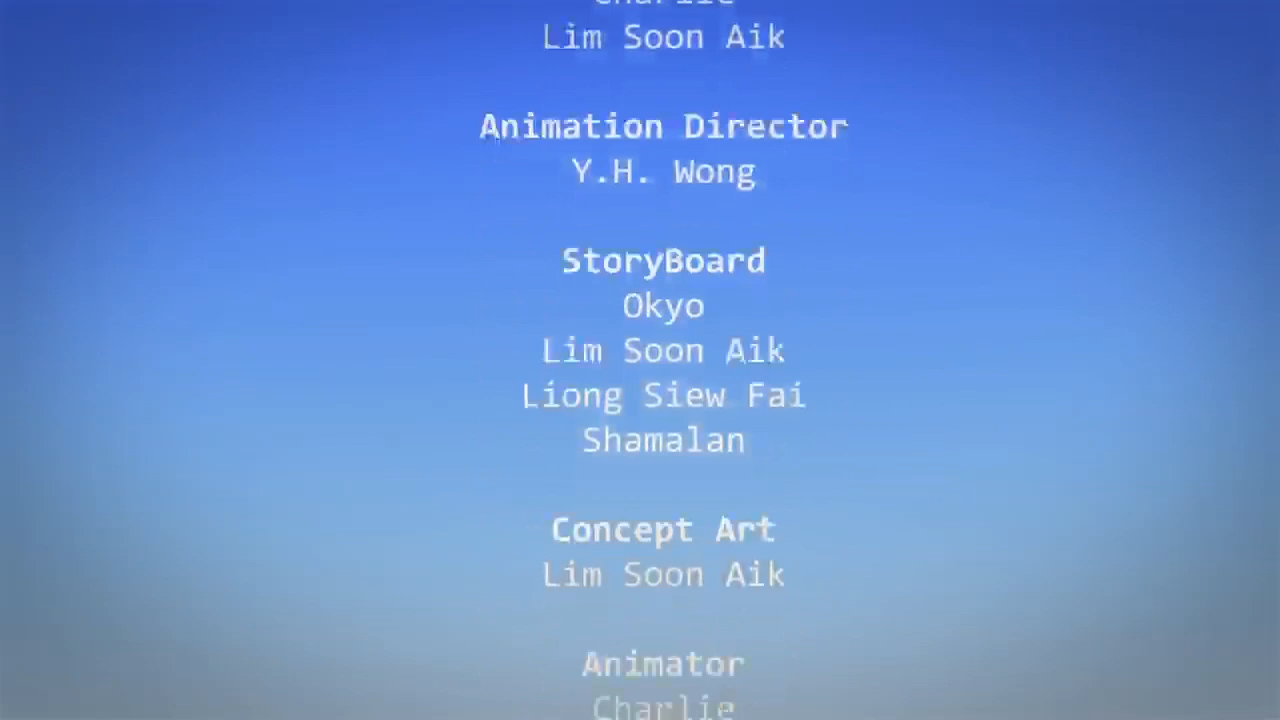 Charlie
Lim Soon Aik
Animation Director
Y.H. Wong
StoryBoard
Okyo
Lim Soon Aik
Liong Siew Fai
Shamalan
Concept Art
Lim Soon Aik
Animator
Charlie